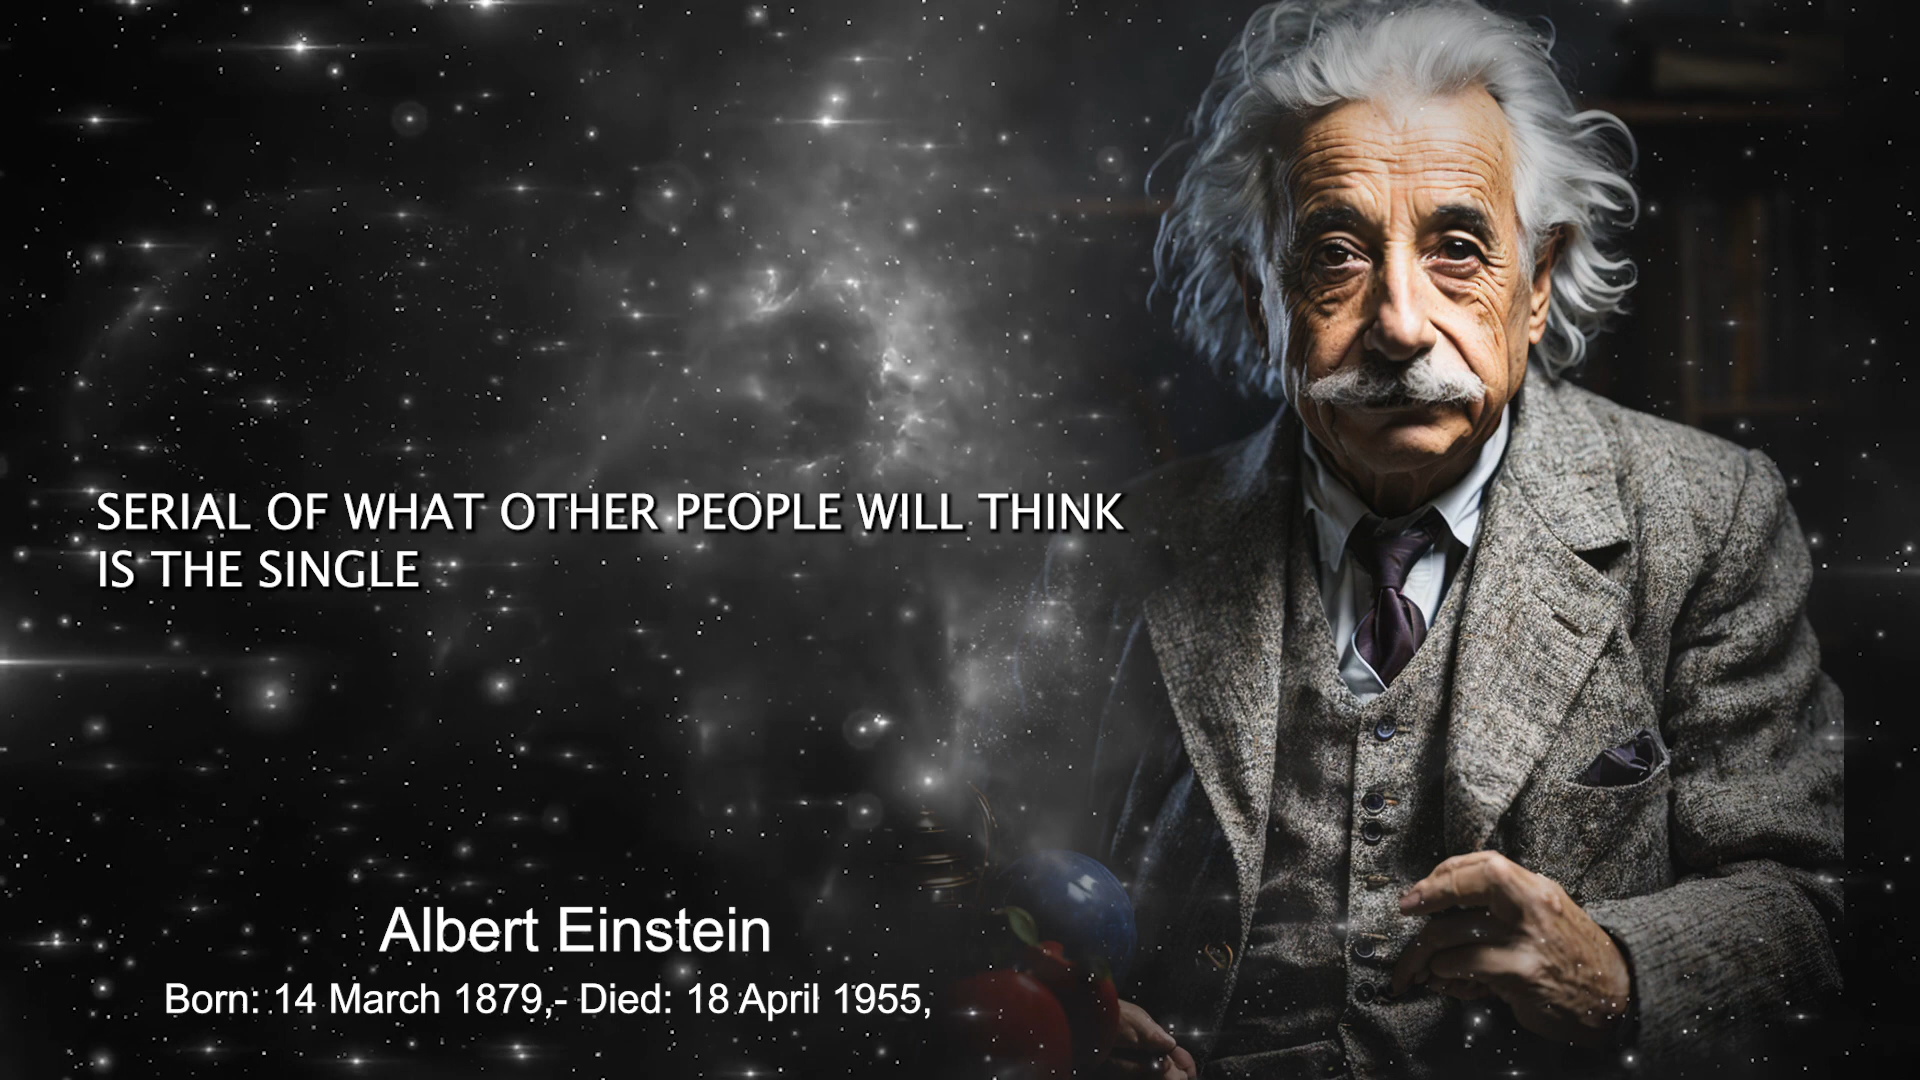 SERIAL OF WHAT OTHER PEOPLE WILL THINK
IS THE SINGLE
Albert Einstein
Born: 14 March 1879,- Died: 18 April 1955,